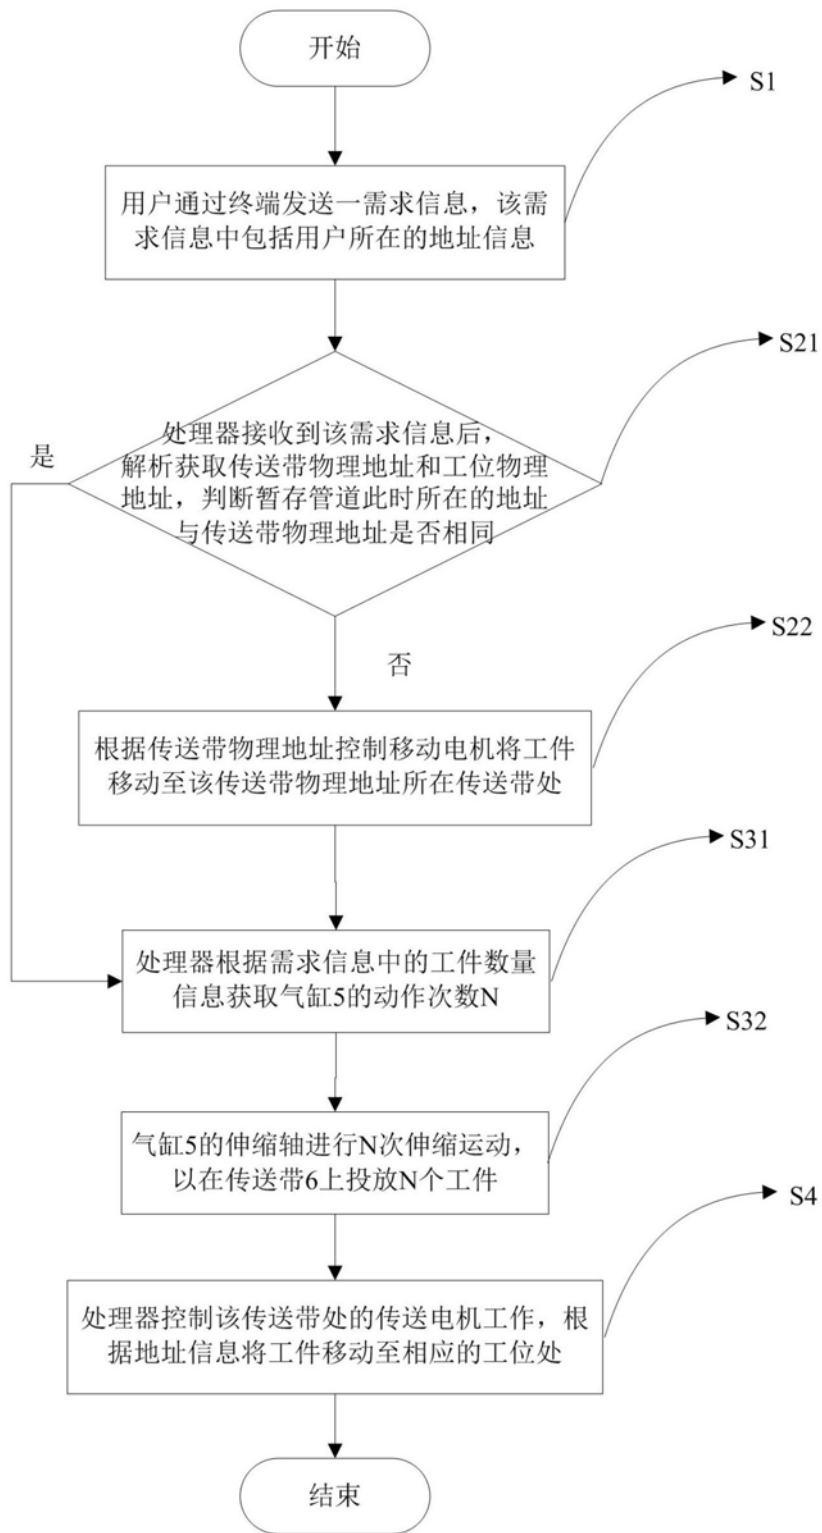 开始
S1
用户通过终端发送一需求信息，该需
求信息中包括用户所在的地址信息
S21
处理器接收到该需求信息后，
解析获取传送带物理地址和工位物理
地址，判断暂存管道此时所在的地址
与传送带物理地址是否相同
是
否
S22
根据传送带物理地址控制移动电机将工件
移动至该传送带物理地址所在传送带处
S31
处理器根据需求信息中的工件数量
信息获取气缸5的动作次数N
S32
气缸5的伸缩轴进行N次伸缩运动，
以在传送带6上投放N个工件
S4
处理器控制该传送带处的传送电机工作，根
据地址信息将工件移动至相应的工位处
结束